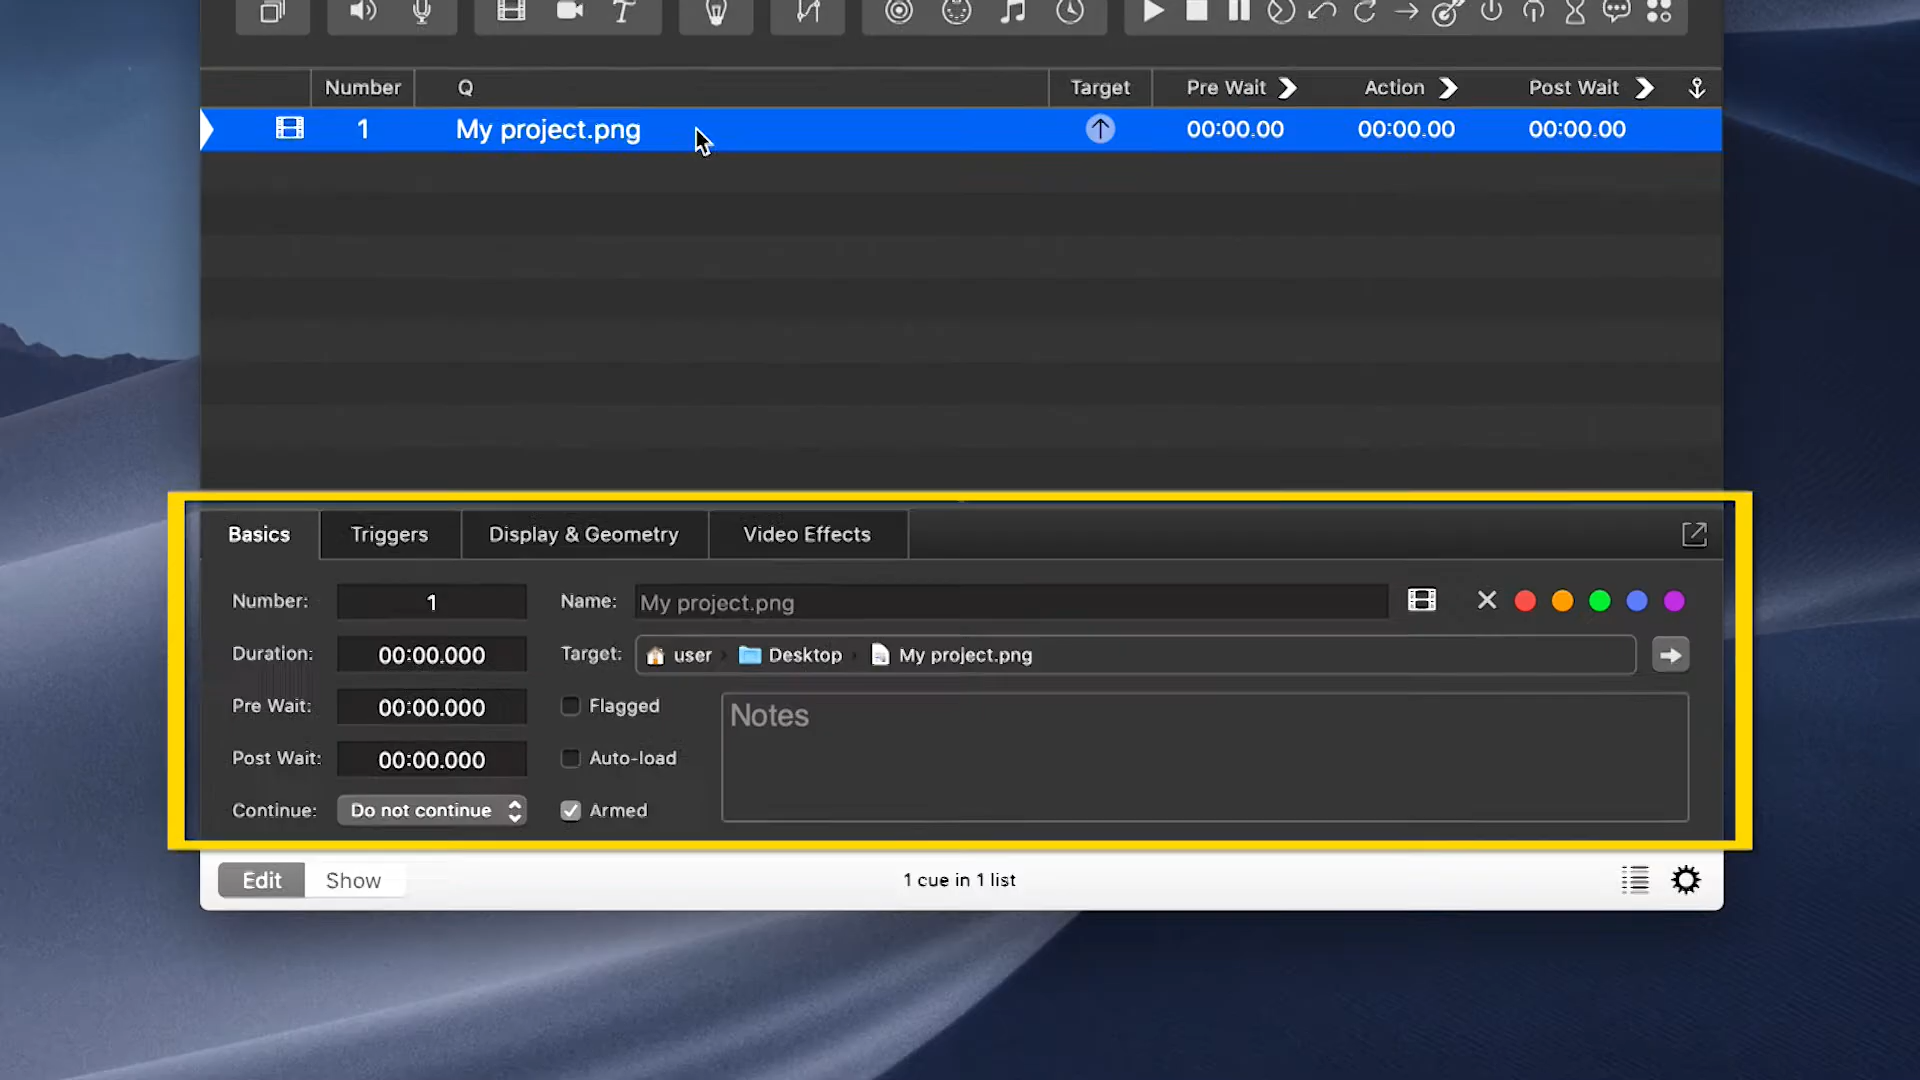 Number Q Target Pre Wait Action Post Wait
1 My project.png 00:00.00 00:00.00 00:00.00
Basics Triggers Display & Geometry Video Effects
Number: 1 Name: My project.png
Duration: 00:00.000 Target: user Desktop My project.png
Pre Wait: 00:00.000 Flagged Notes
Post Wait: 00:00.000 Auto-load
Continue: Do not continue Armed
Edit Show 1 cue in 1 list